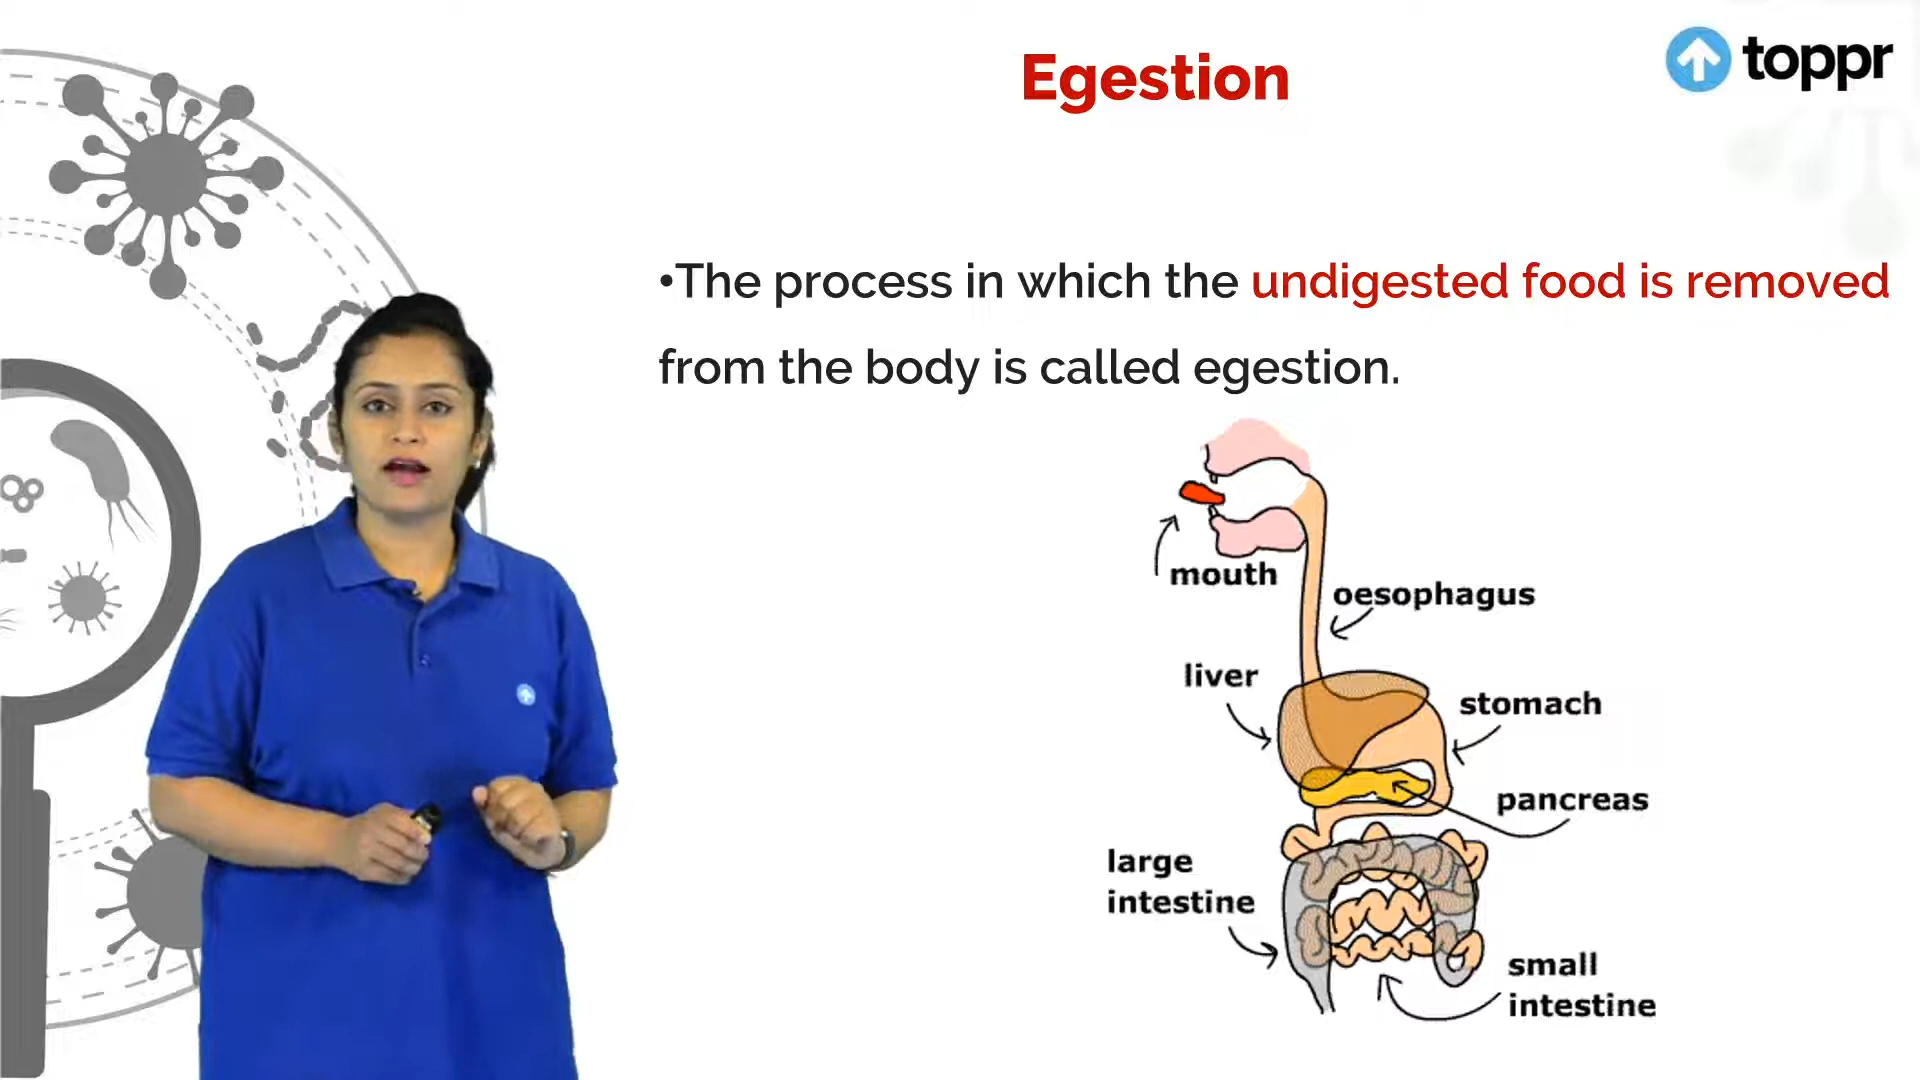 Egestion
toppr
•The process in which the undigested food is removed
from the body is called egestion.
mouth
oesophagus
liver
stomach
pancreas
large
intestine
small
intestine